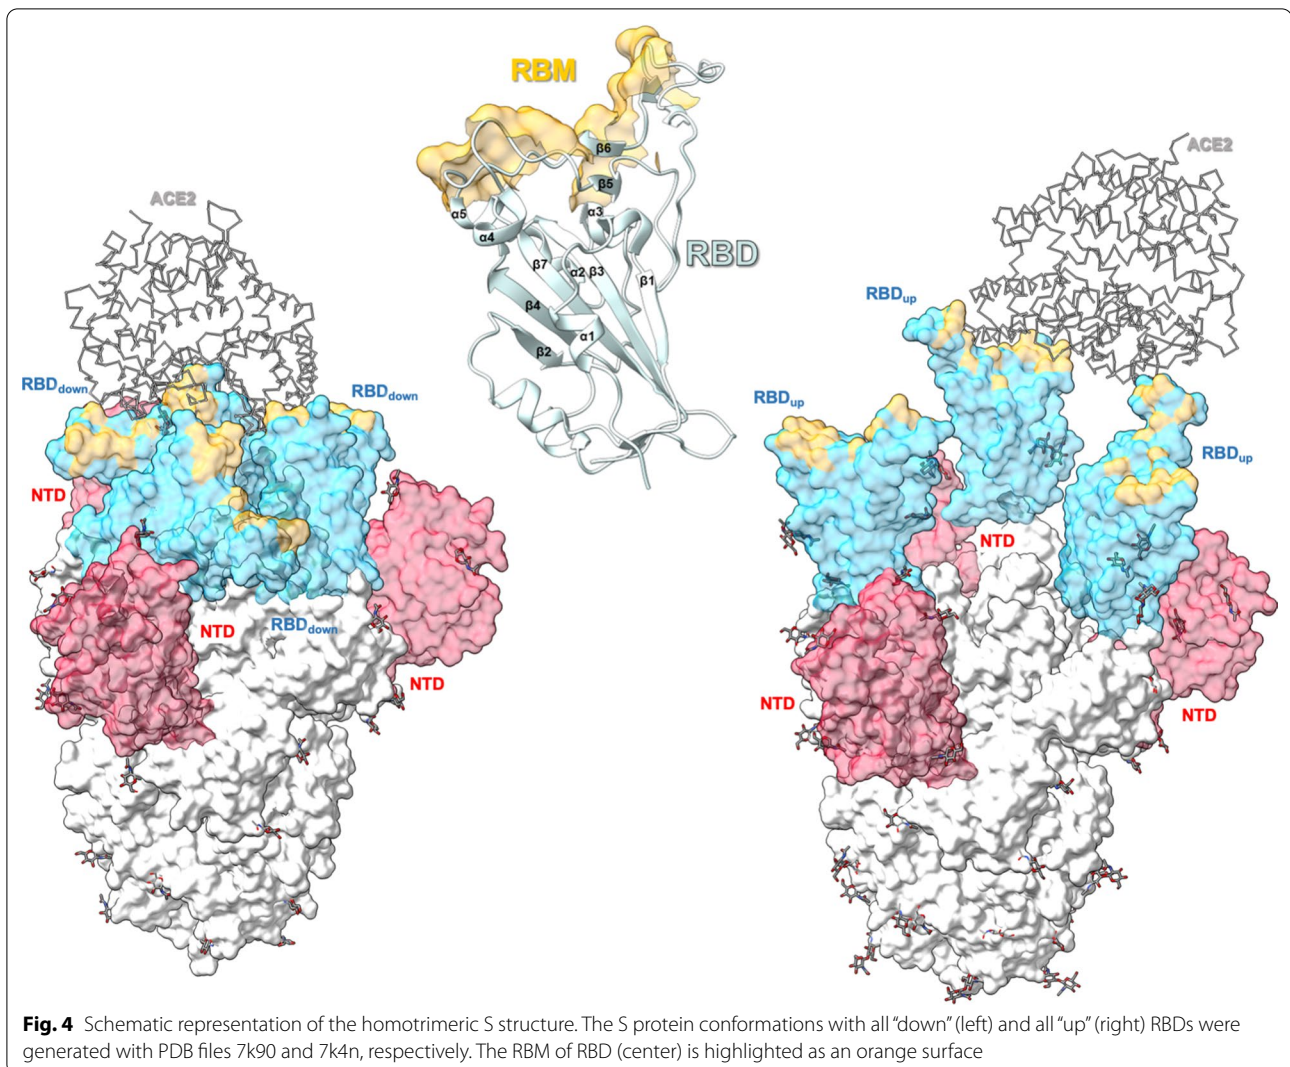 RBM
β6
β5
α5
α3
α4
RBD
β7
α2
β3
β1
β4
α1
β2
ACE2
RBDdown
RBDdown
NTD
NTD
RBDdown
NTD
ACE2
RBDup
RBDup
RBDup
NTD
NTD
NTD
Fig. 4 Schematic representation of the homotrimeric S structure. The S protein conformations with all “down” (left) and all “up” (right) RBDs were
generated with PDB files 7k90 and 7k4n, respectively. The RBM of RBD (center) is highlighted as an orange surface